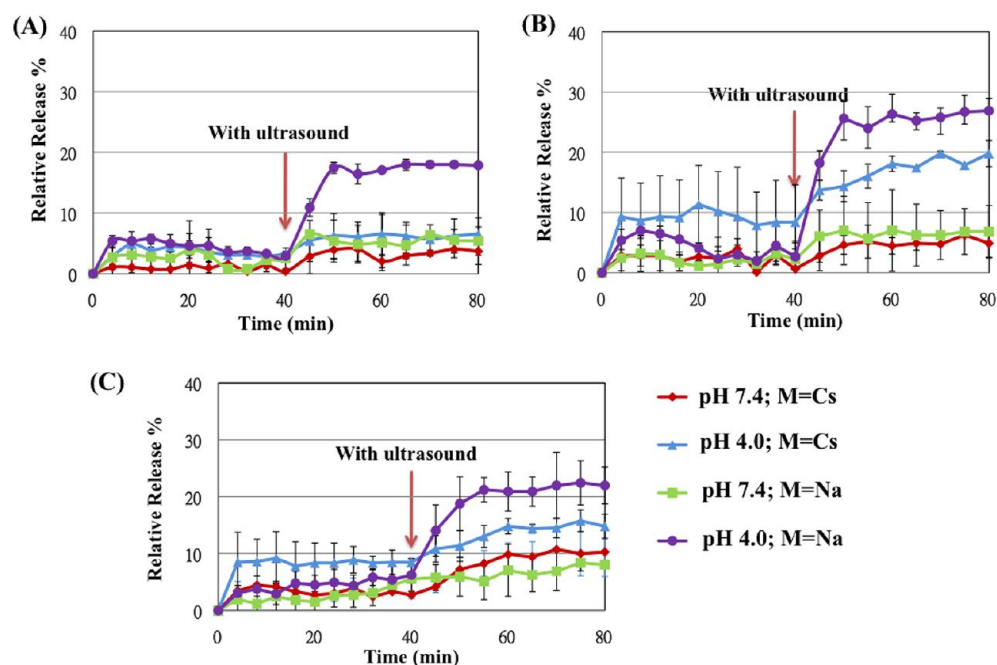 (A)
40
30
20
10
0
Relative Release %
With ultrasound
0 20 40 60 80
Time (min)
(B)
40
30
20
10
0
Relative Release %
With ultrasound
0 20 40 60 80
Time (min)
(C)
40
30
20
10
0
Relative Release %
With ultrasound
0 20 40 60 80
Time (min)
pH 7.4; M=Cs
pH 4.0; M=Cs
pH 7.4; M=Na
pH 4.0; M=Na